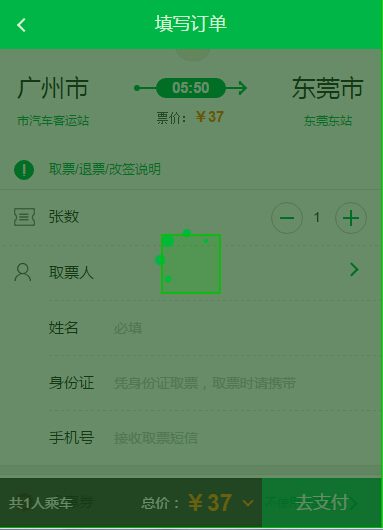 填写订单
广州市 05:50 东莞市
市汽车客运站 票价：￥37 东莞东站
取票/退票/改签说明
张数 1
取票人
姓名 必填
身份证 凭身份证取票，取票时请携带
手机号 接收取票短信
共1人乘车 总价：￥37 去支付